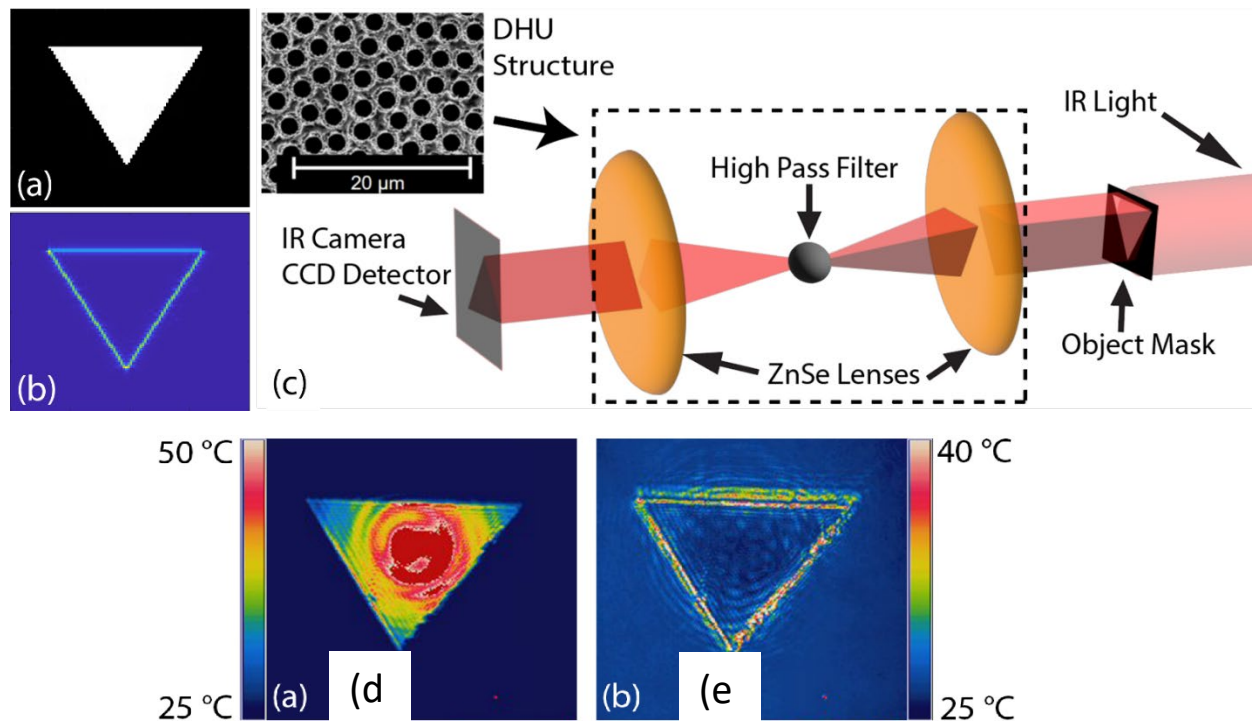 (a)
(b)
20 µm
DHU
Structure
IR Light
High Pass Filter
IR Camera
CCD Detector
Object Mask
ZnSe Lenses
(c)
50 °C
25 °C
(a)
(d
40 °C
25 °C
(b)
(e